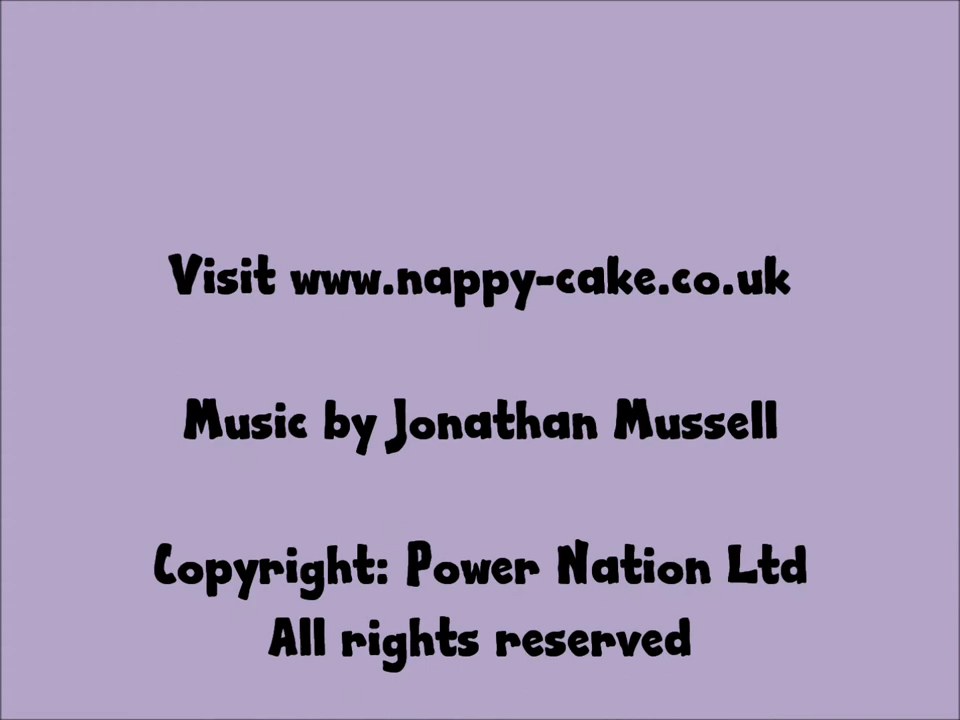 Visit www.nappy-cake.co.uk
Music by Jonathan Mussell
Copyright: Power Nation Ltd
All rights reserved